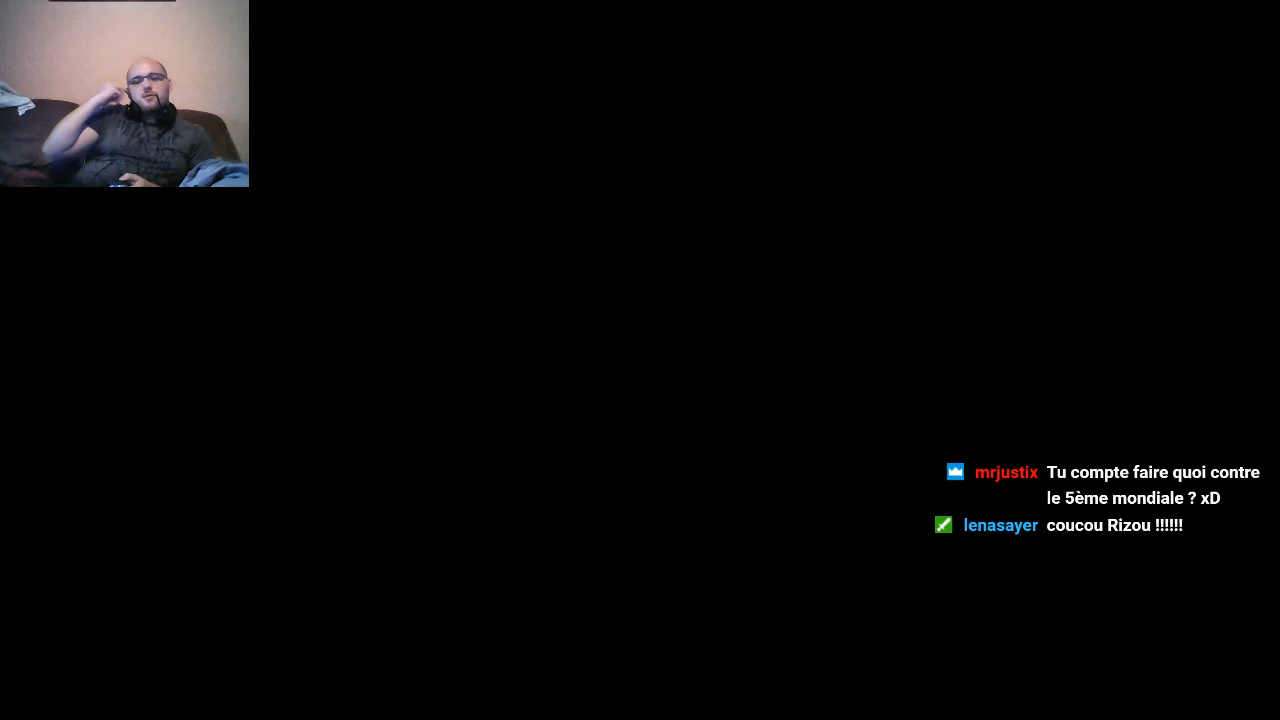 mrjustix Tu compte faire quoi contre
le 5ème mondiale ? xD
lenasayer coucou Rizou !!!!!!